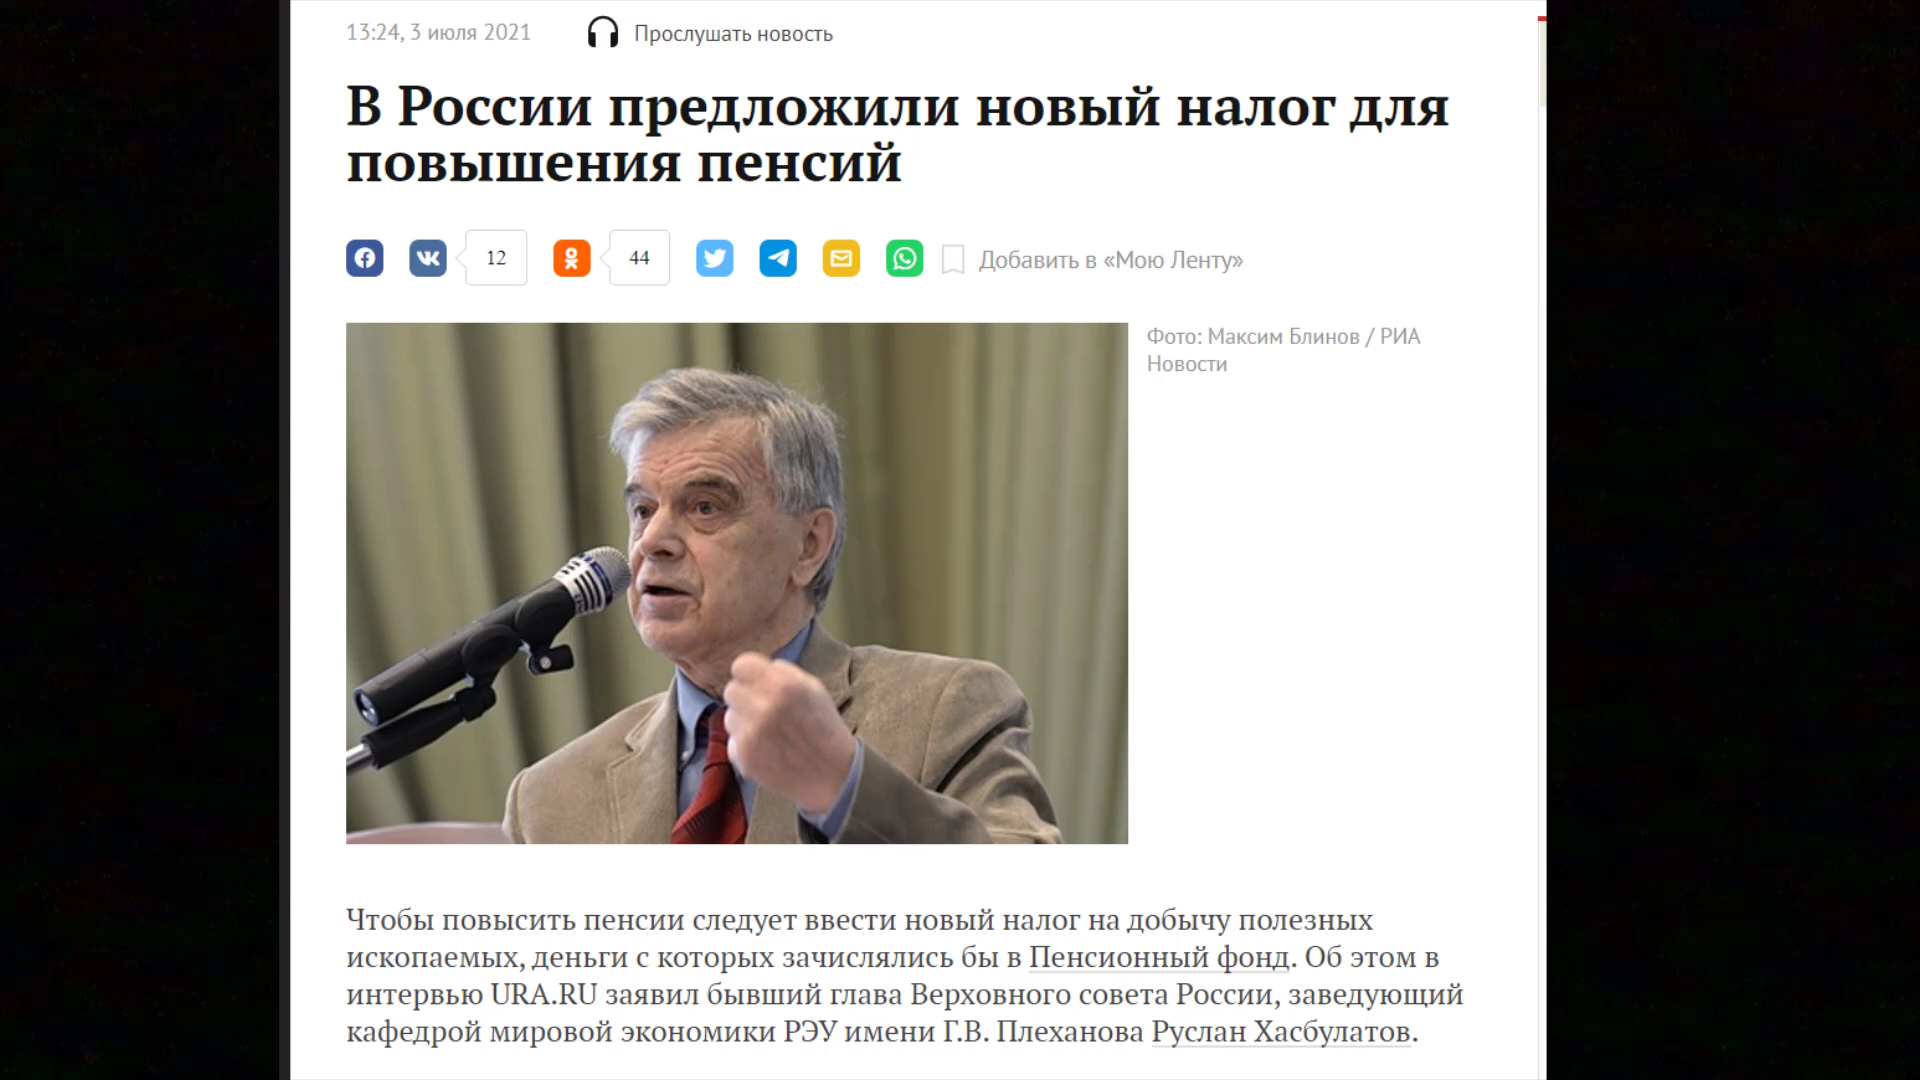 13:24, 3 июля 2021
Прослушать новость
В России предложили новый налог для
повышения пенсий
12
44
Добавить в «Мою Ленту»
Фото: Максим Блинов / РИА
Новости
Чтобы повысить пенсии следует ввести новый налог на добычу полезных
ископаемых, деньги с которых зачислялись бы в Пенсионный фонд. Об этом в
интервью URA.RU заявил бывший глава Верховного совета России, заведующий
кафедрой мировой экономики РЭУ имени Г.В. Плеханова Руслан Хасбулатов.